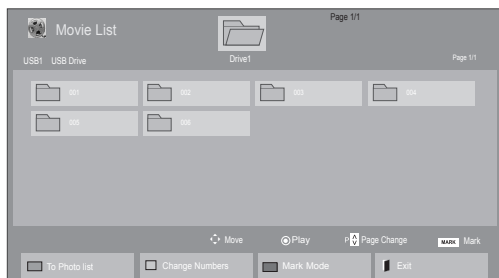 Page 1/1
Movie List
Drive1
USB1 USB Drive Page 1/1
001 002 003 004
005 006
Move Play P Page Change MARK Mark
To Photo list Change Numbers Mark Mode Exit